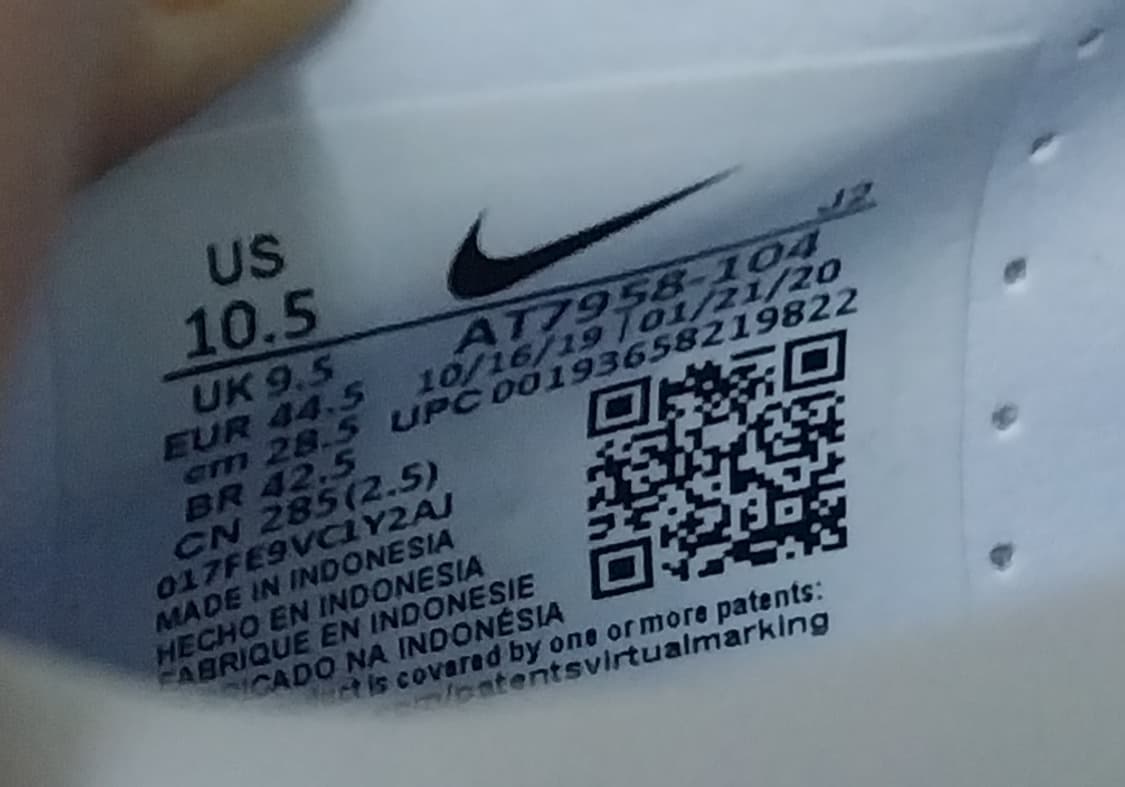 J2
US
10.5
AT7958-104
10/16/19 | 01/21/20
UPC 00193658219822
UK 9.5
EUR 44.5
cm 28.5
BR 42.5
CN 285(2.5)
017FE9VC1Y2AJ
MADE IN INDONESIA
HECHO EN INDONESIA
FABRIQUE EN INDONESIE
NA INDONÉSIA
is covered by one or more patents:
/patentsvirtualmarking